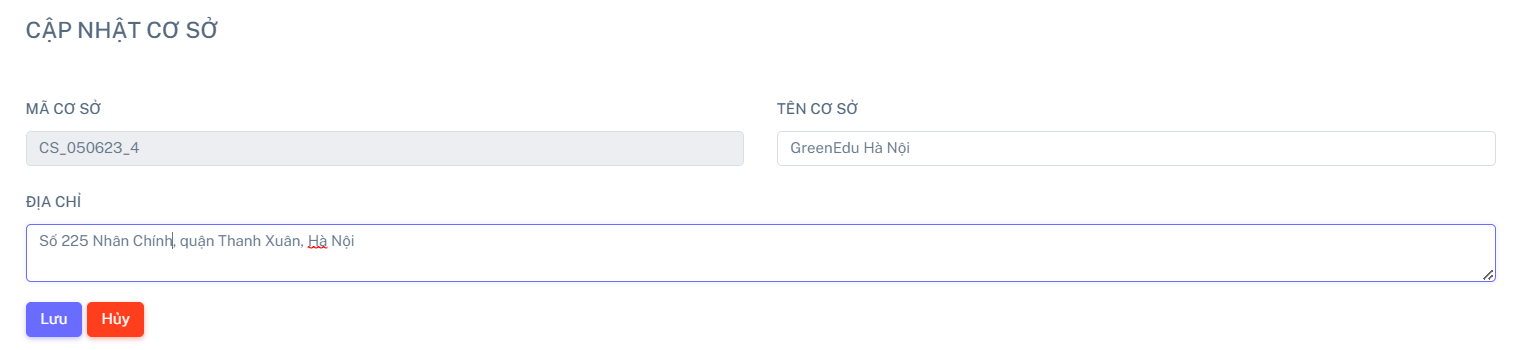 CẬP NHẬT CƠ SỞ
MÃ CƠ SỞ
TÊN CƠ SỞ
CS_050623_4
GreenEdu Hà Nội
ĐỊA CHỈ
Số 225 Nhân Chính, quận Thanh Xuân, Hà Nội
Lưu
Hủy